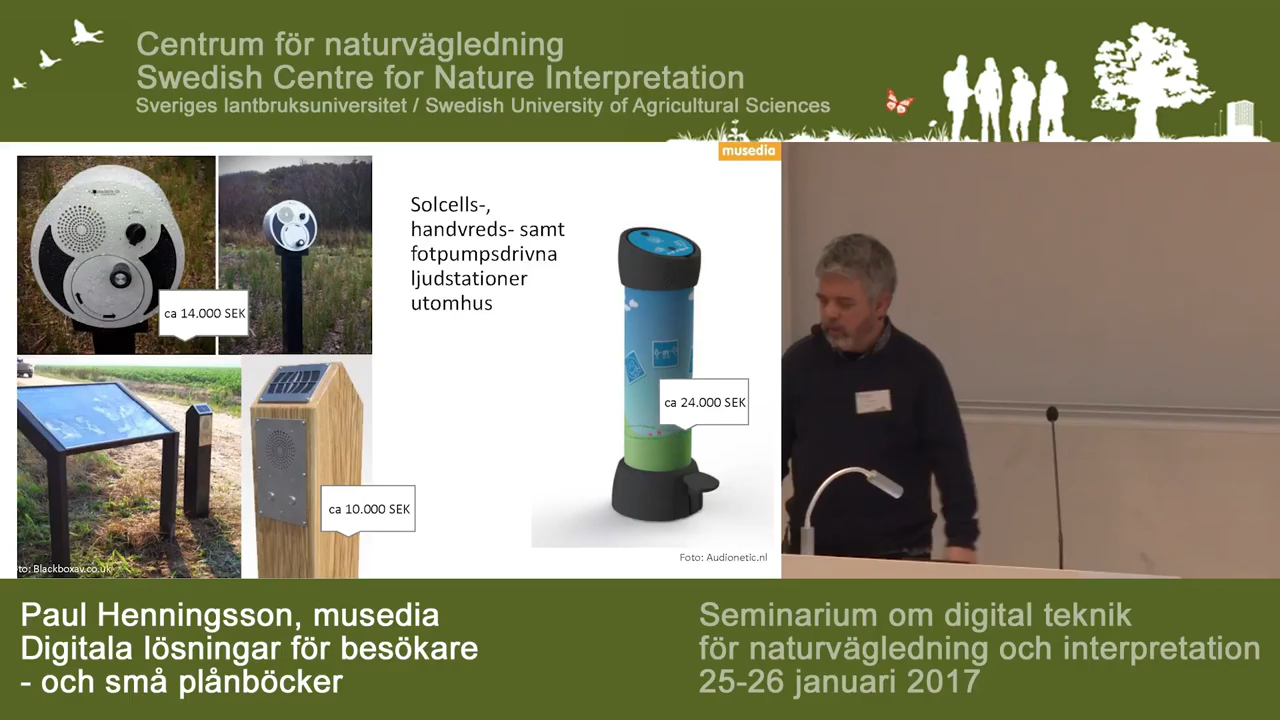 Centrum för naturvägledning
Swedish Centre for Nature Interpretation
Sveriges lantbruksuniversitet / Swedish University of Agricultural Sciences
musedia
Solcells-,
handvreds- samt
fotpumpsdrivna
ljudstationer
utomhus
ca 14.000 SEK
ca 24.000 SEK
ca 10.000 SEK
Foto: Audionetic.nl
oto: Blackboxav.co.uk
Paul Henningsson, musedia
Digitala lösningar för besökare
- och små plånböcker
Seminarium om digital teknik
för naturvägledning och interpretation
25-26 januari 2017